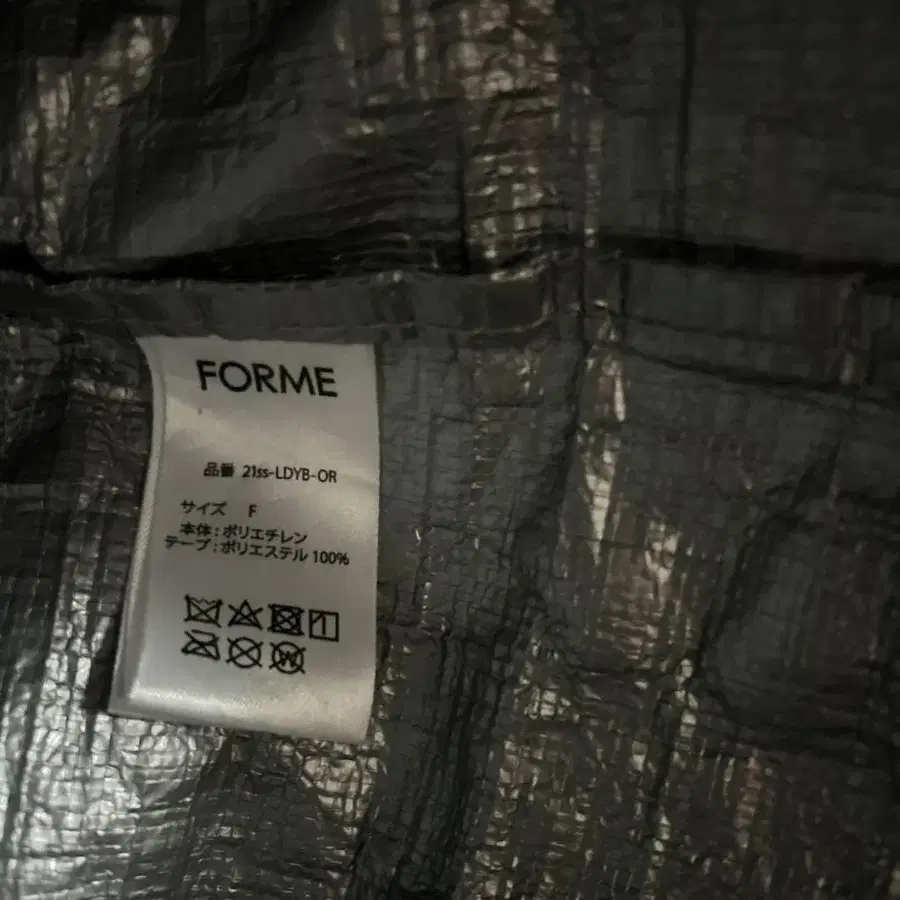 FORME
品番 21ss-LDYB-OR
サイズ F
本体:ポリエチレン
テープ:ポリエステル 100%
W